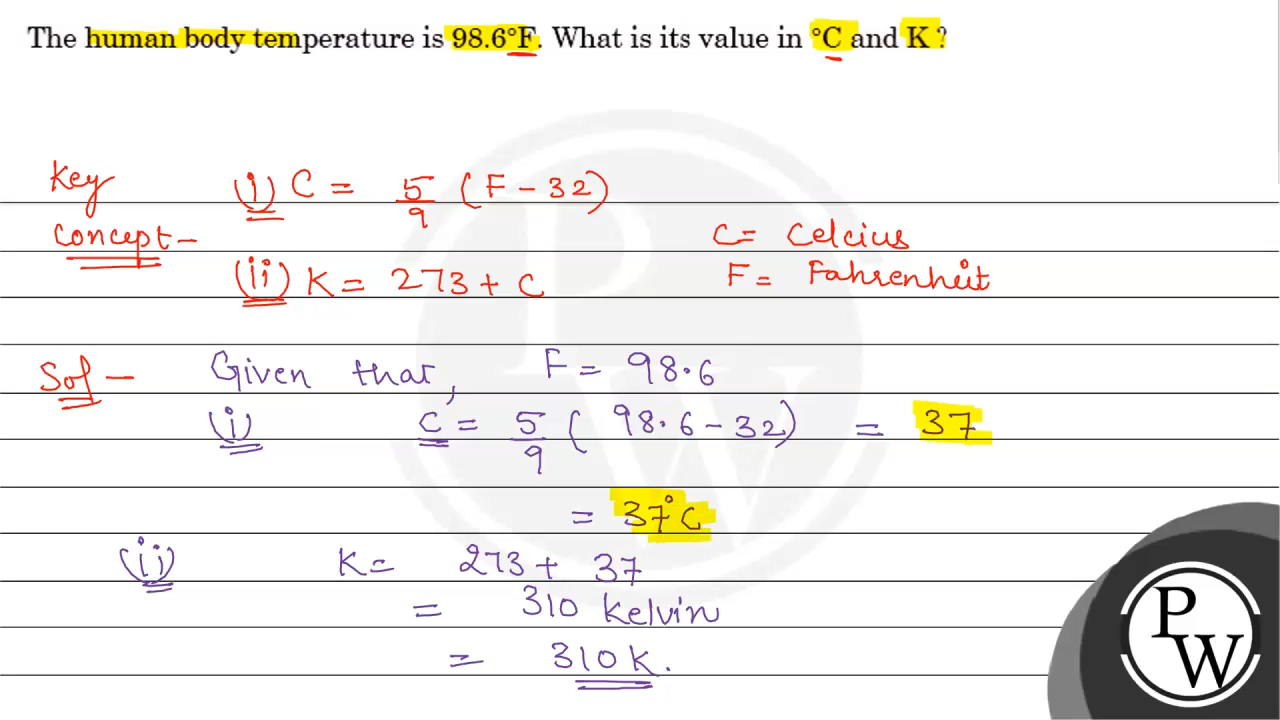 The human body temperature is 98.6°F. What is its value in °C and K ?
Key Concept-
(i) C = 5/9 (F - 32)
(ii) K = 273 + C
C = Celcius
F = Fahrenheit
Sol - Given that, F = 98.6
(i) C = 5/9 (98.6 - 32) = 37
= 37°C
(ii) K = 273 + 37
= 310 Kelvin
= 310 K.
PW
PW